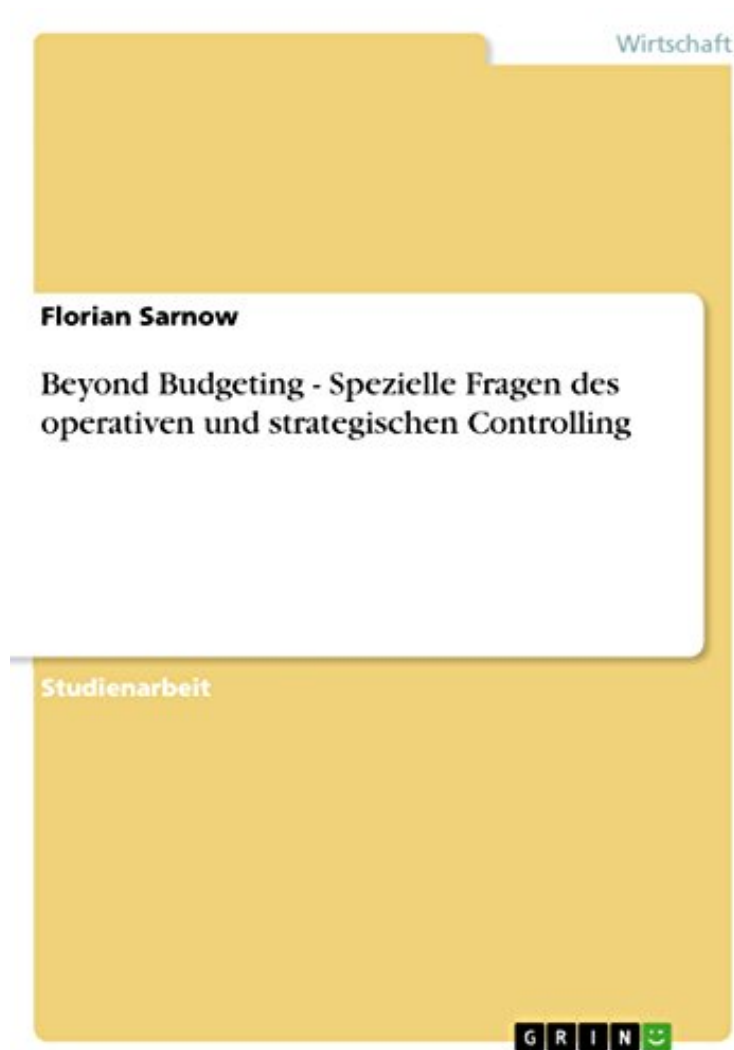 Wirtschaft
Florian Sarnow
Beyond Budgeting - Spezielle Fragen des
operativen und strategischen Controlling
Studienarbeit
GRIN